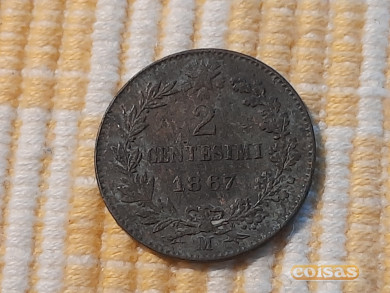 2
CENTESIMI
1867
M
coisas